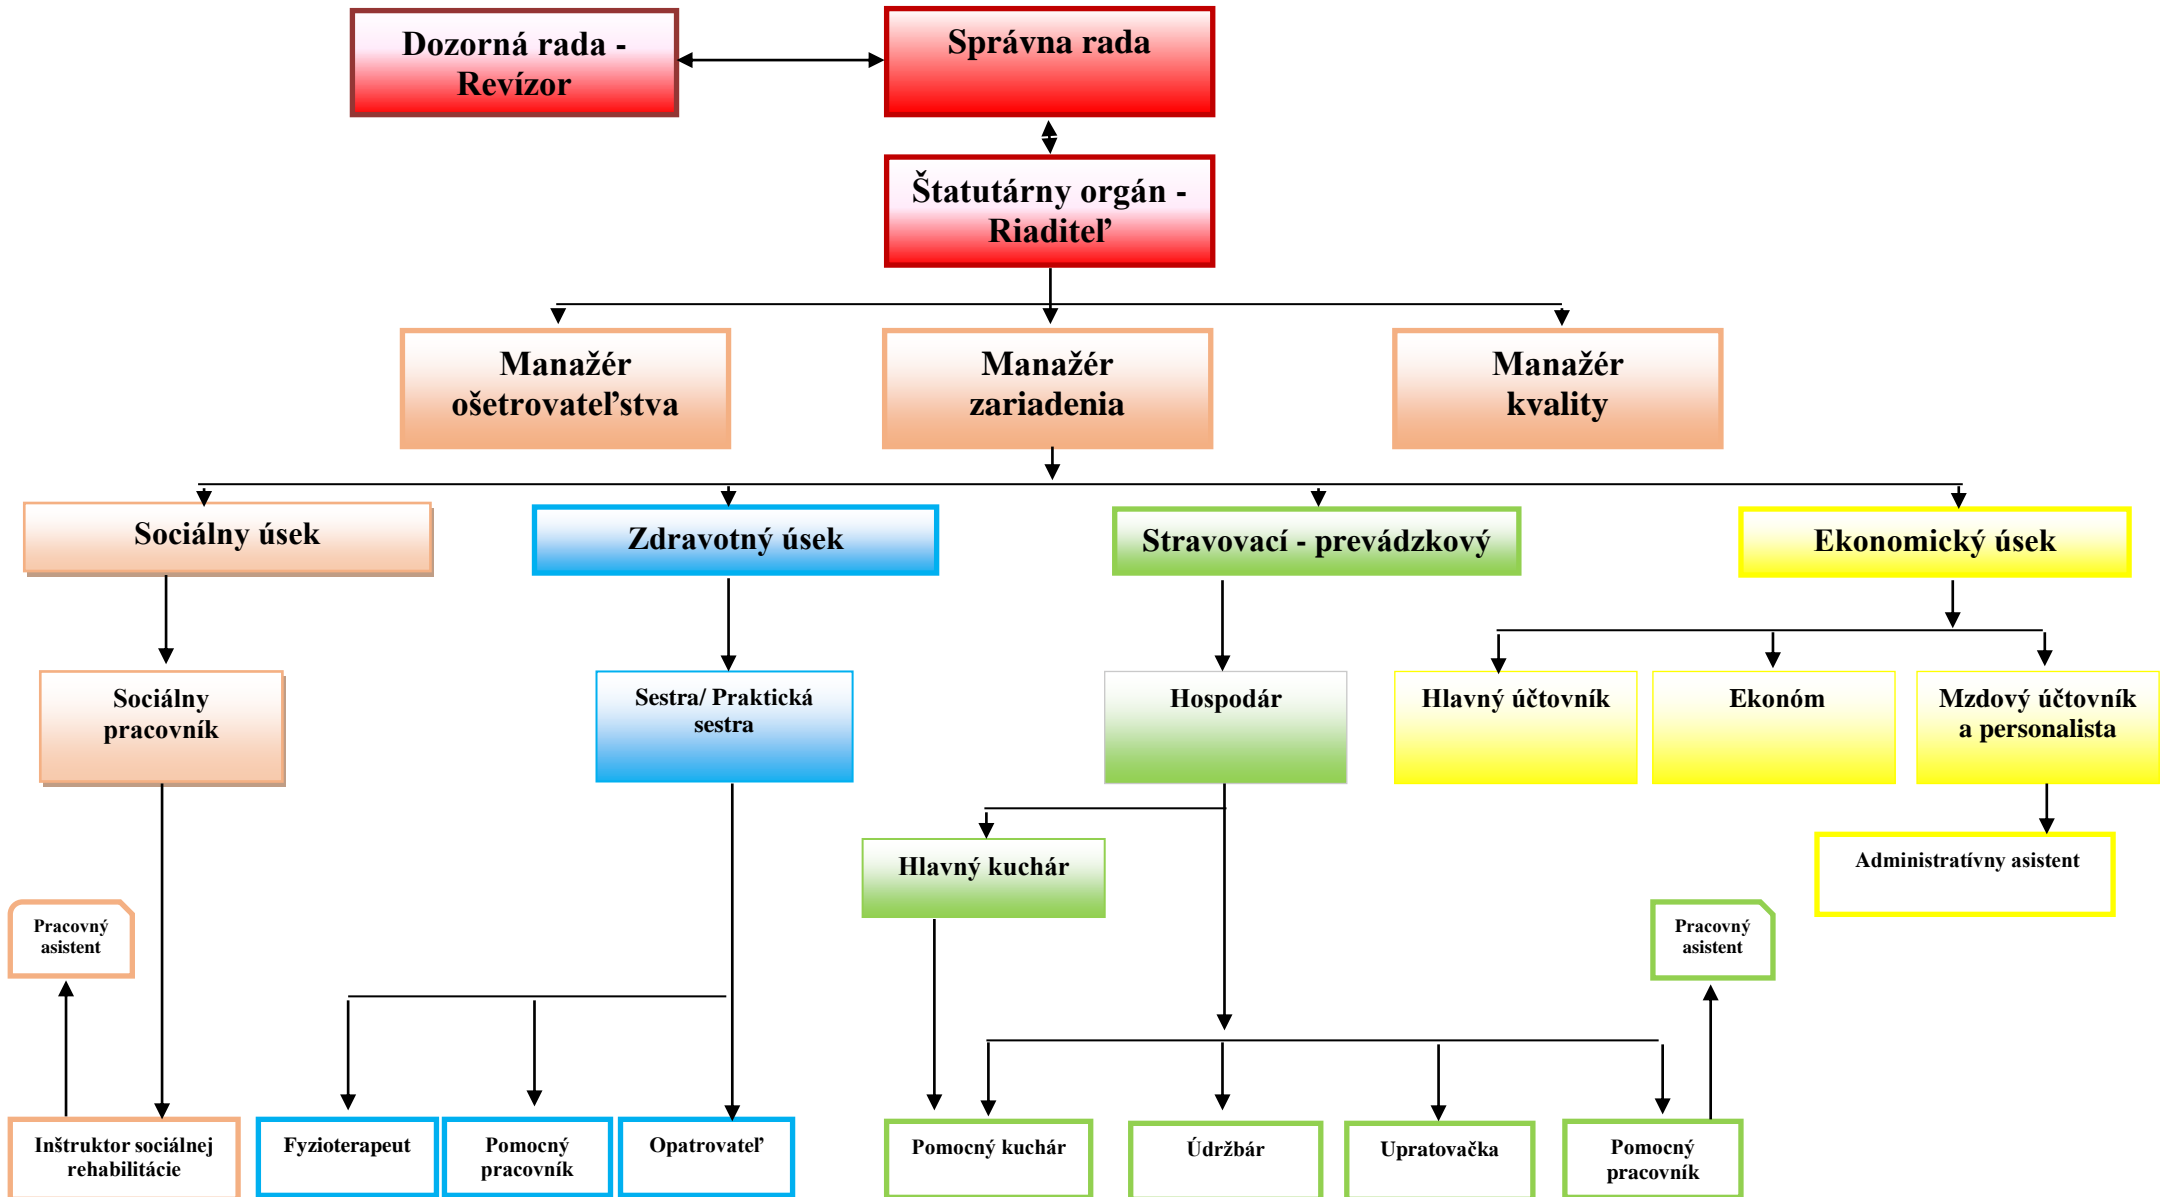 Dozorná rada -
Revízor
Správna rada
Štatutárny orgán -
Riaditeľ
Manažér
ošetrovateľstva
Manažér
zariadenia
Manažér
kvality
Sociálny úsek
Zdravotný úsek
Stravovací - prevádzkový
Ekonomický úsek
Sociálny
pracovník
Sestra/ Praktická
sestra
Hospodár
Hlavný účtovník
Ekonóm
Mzdový účtovník
a personalista
Hlavný kuchár
Administratívny asistent
Pracovný
asistent
Pracovný
asistent
Inštruktor sociálnej
rehabilitácie
Fyzioterapeut
Pomocný
pracovník
Opatrovateľ
Pomocný kuchár
Údržbár
Upratovačka
Pomocný
pracovník